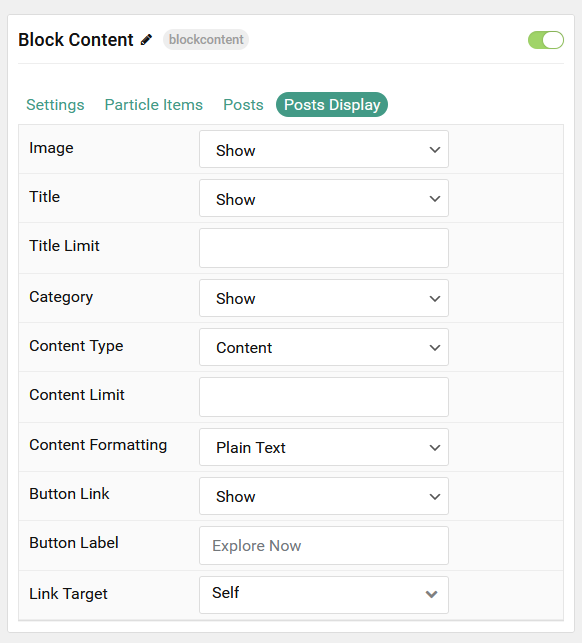 Block Content blockcontent
Settings Particle Items Posts Posts Display
Image Show
Title Show
Title Limit
Category Show
Content Type Content
Content Limit
Content Formatting Plain Text
Button Link Show
Button Label Explore Now
Link Target Self